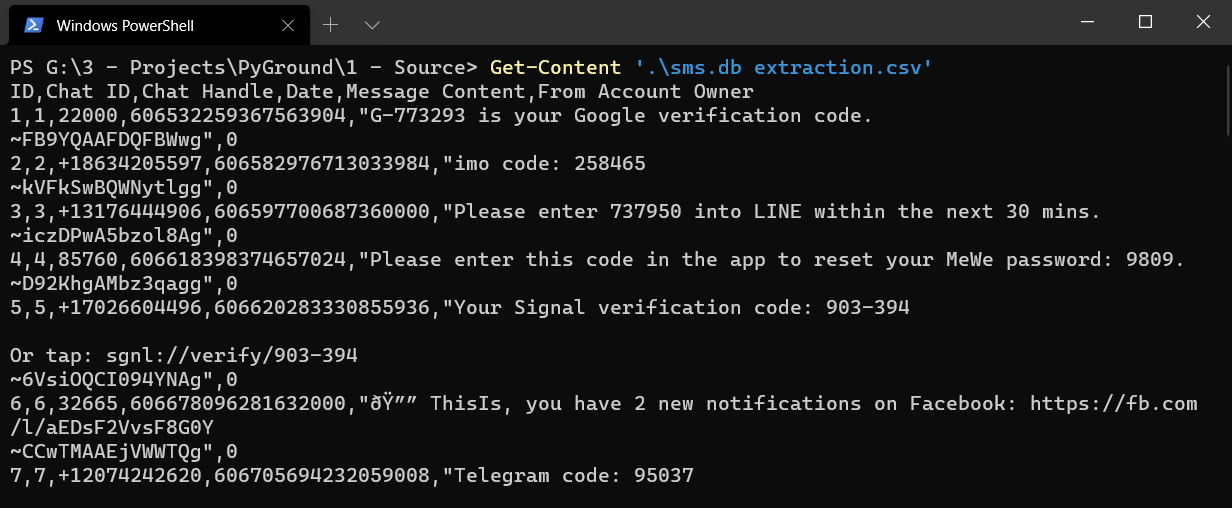 Windows PowerShell
PS G:\3 - Projects\PyGround\1 - Source> Get-Content '.\sms.db extraction.csv'
ID,Chat ID,Chat Handle,Date,Message Content,From Account Owner
1,1,22000,606532259367563904,"G-773293 is your Google verification code.
~FB9YQAAFDQFBWwg",0
2,2,+18634205597,606582976713033984,"imo code: 258465
~kVFkSwBQWNytlgg",0
3,3,+13176444906,606597700687360000,"Please enter 737950 into LINE within the next 30 mins.
~iczDPwA5bzol8Ag",0
4,4,85760,606618398374657024,"Please enter this code in the app to reset your MeWe password: 9809.
~D92KhgAMbz3qagg",0
5,5,+17026604496,606620283330855936,"Your Signal verification code: 903-394
Or tap: sgnl://verify/903-394
~6VsiOQCI094YNAg",0
6,6,32665,606678096281632000,"ðŸ”” ThisIs, you have 2 new notifications on Facebook: https://fb.com
/l/aEDsF2VvsF8G0Y
~CCwTMAAEjVWWTQg",0
7,7,+12074242620,606705694232059008,"Telegram code: 95037